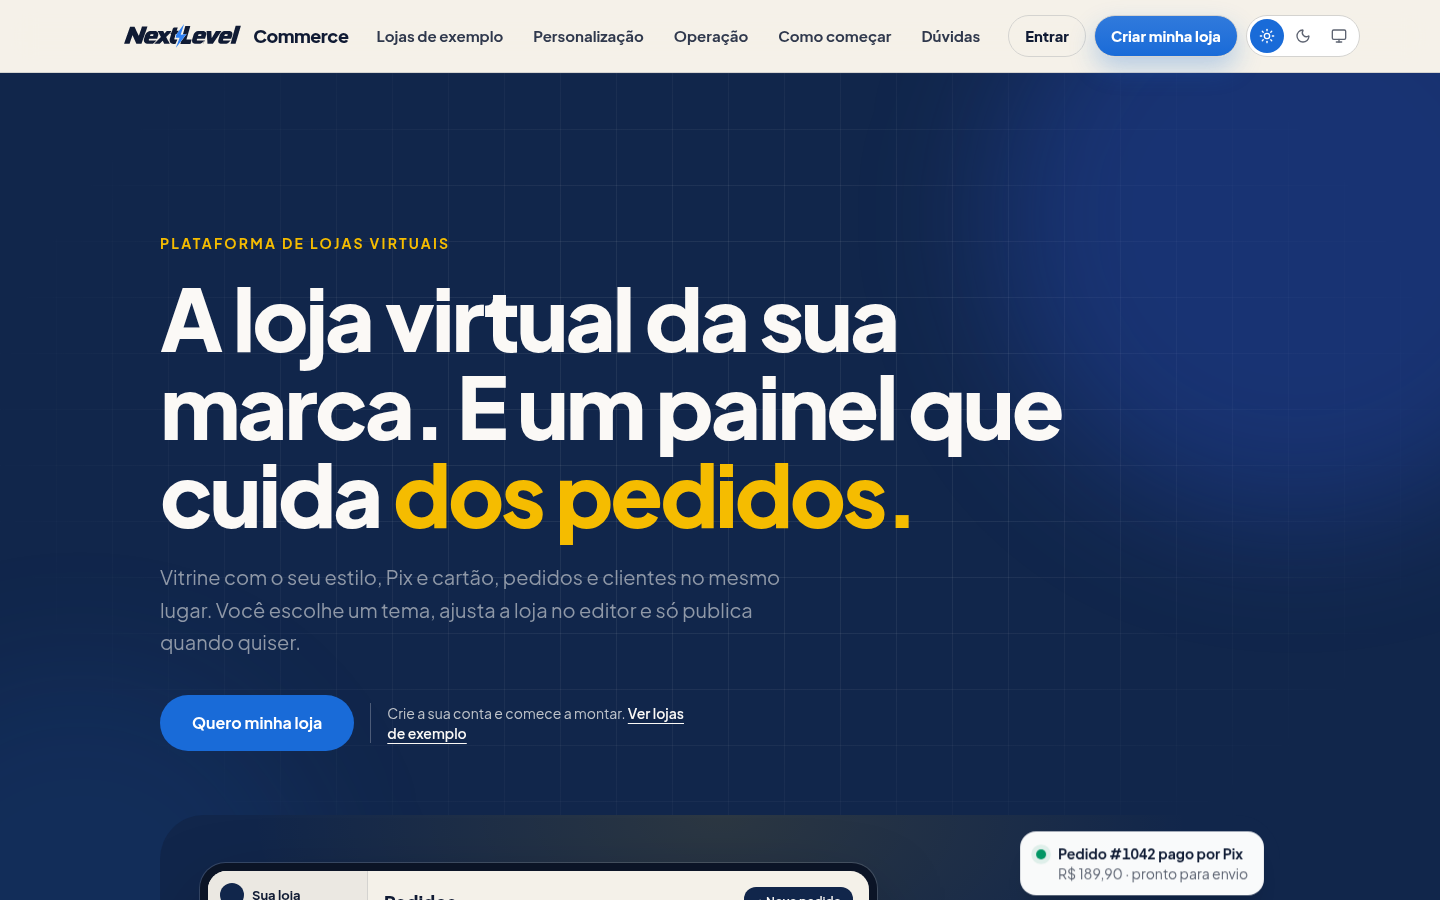 NextLevel Commerce Lojas de exemplo Personalização Operação Como começar Dúvidas Entrar Criar minha loja
PLATAFORMA DE LOJAS VIRTUAIS
A loja virtual da sua
marca. E um painel que
cuida dos pedidos.
Vitrine com o seu estilo, Pix e cartão, pedidos e clientes no mesmo
lugar. Você escolhe um tema, ajusta a loja no editor e só publica
quando quiser.
Quero minha loja
Crie a sua conta e comece a montar. Ver lojas
de exemplo
Pedido #1042 pago por Pix
R$ 189,90 · pronto para envio
Sua loja
Pedidos
Novo pedido